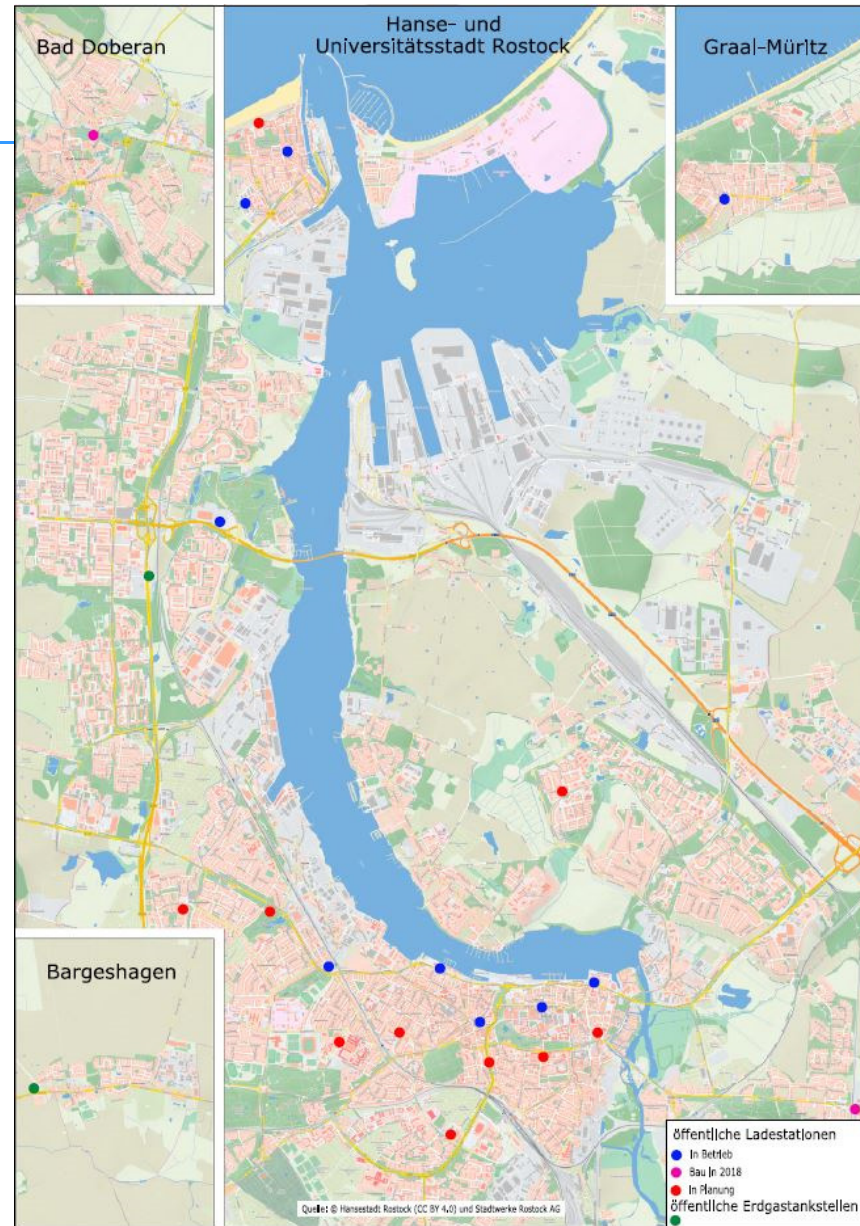 Bad Doberan
Hanse- und
Universitätsstadt Rostock
Graal-Müritz
Bargeshagen
öffentliche Ladestationen
In Betrieb
Bau in 2018
In Planung
öffentliche Erdgastankstellen
Quelle: © Hansestadt Rostock (CC BY 4.0) und Stadtwerke Rostock AG